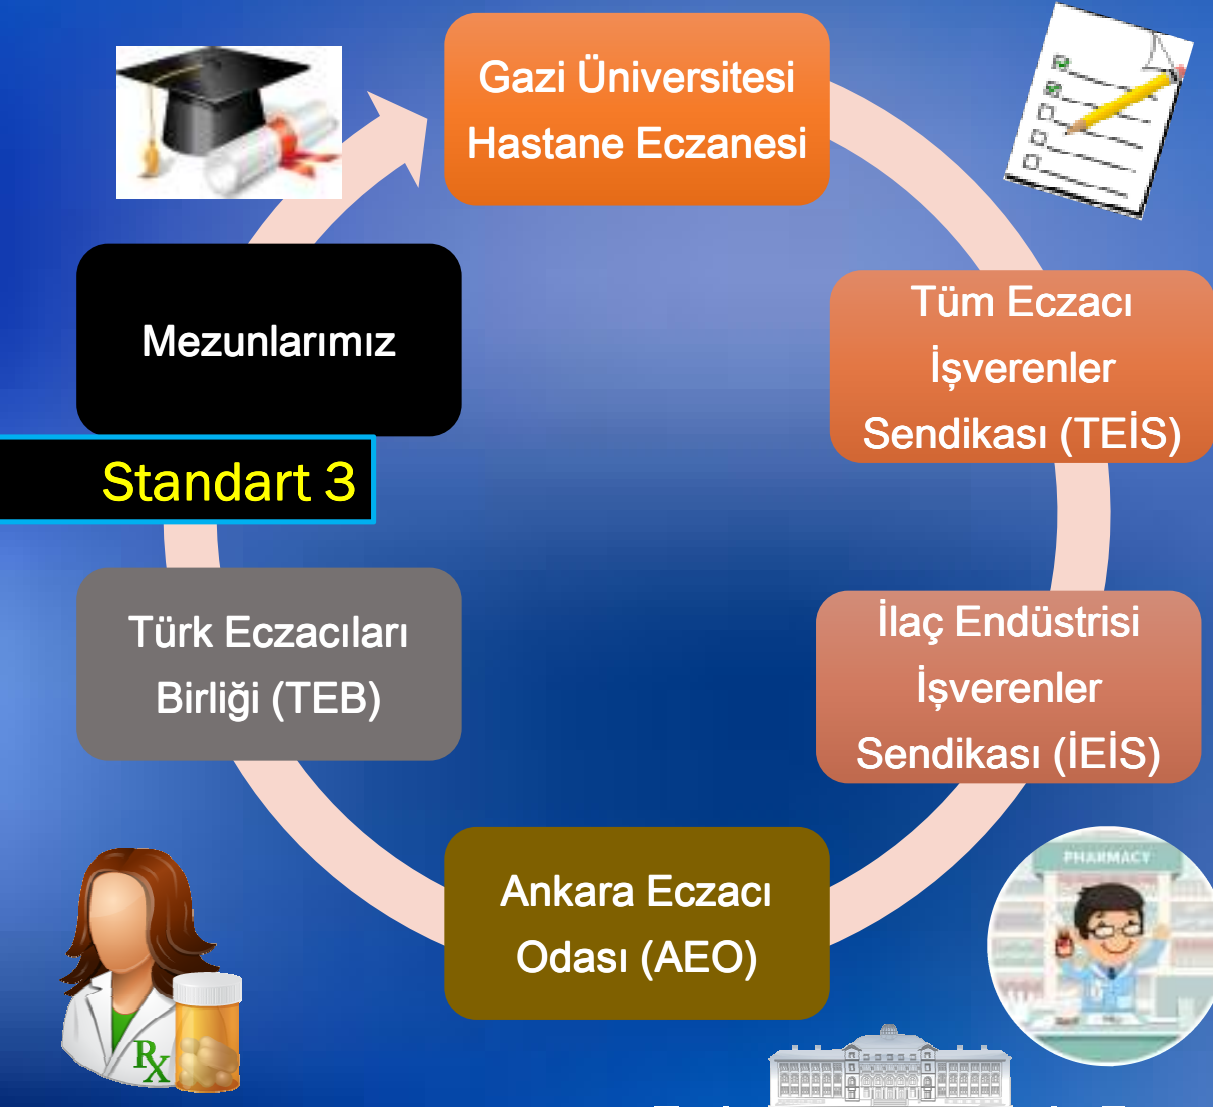 Gazi Üniversitesi
Hastane Eczanesi
Tüm Eczacı
İşverenler
Sendikası (TEİS)
İlaç Endüstrisi
İşverenler
Sendikası (İEİS)
Ankara Eczacı
Odası (AEO)
Türk Eczacıları
Birliği (TEB)
Mezunlarımız
Standart 3
PHARMACY
Rx